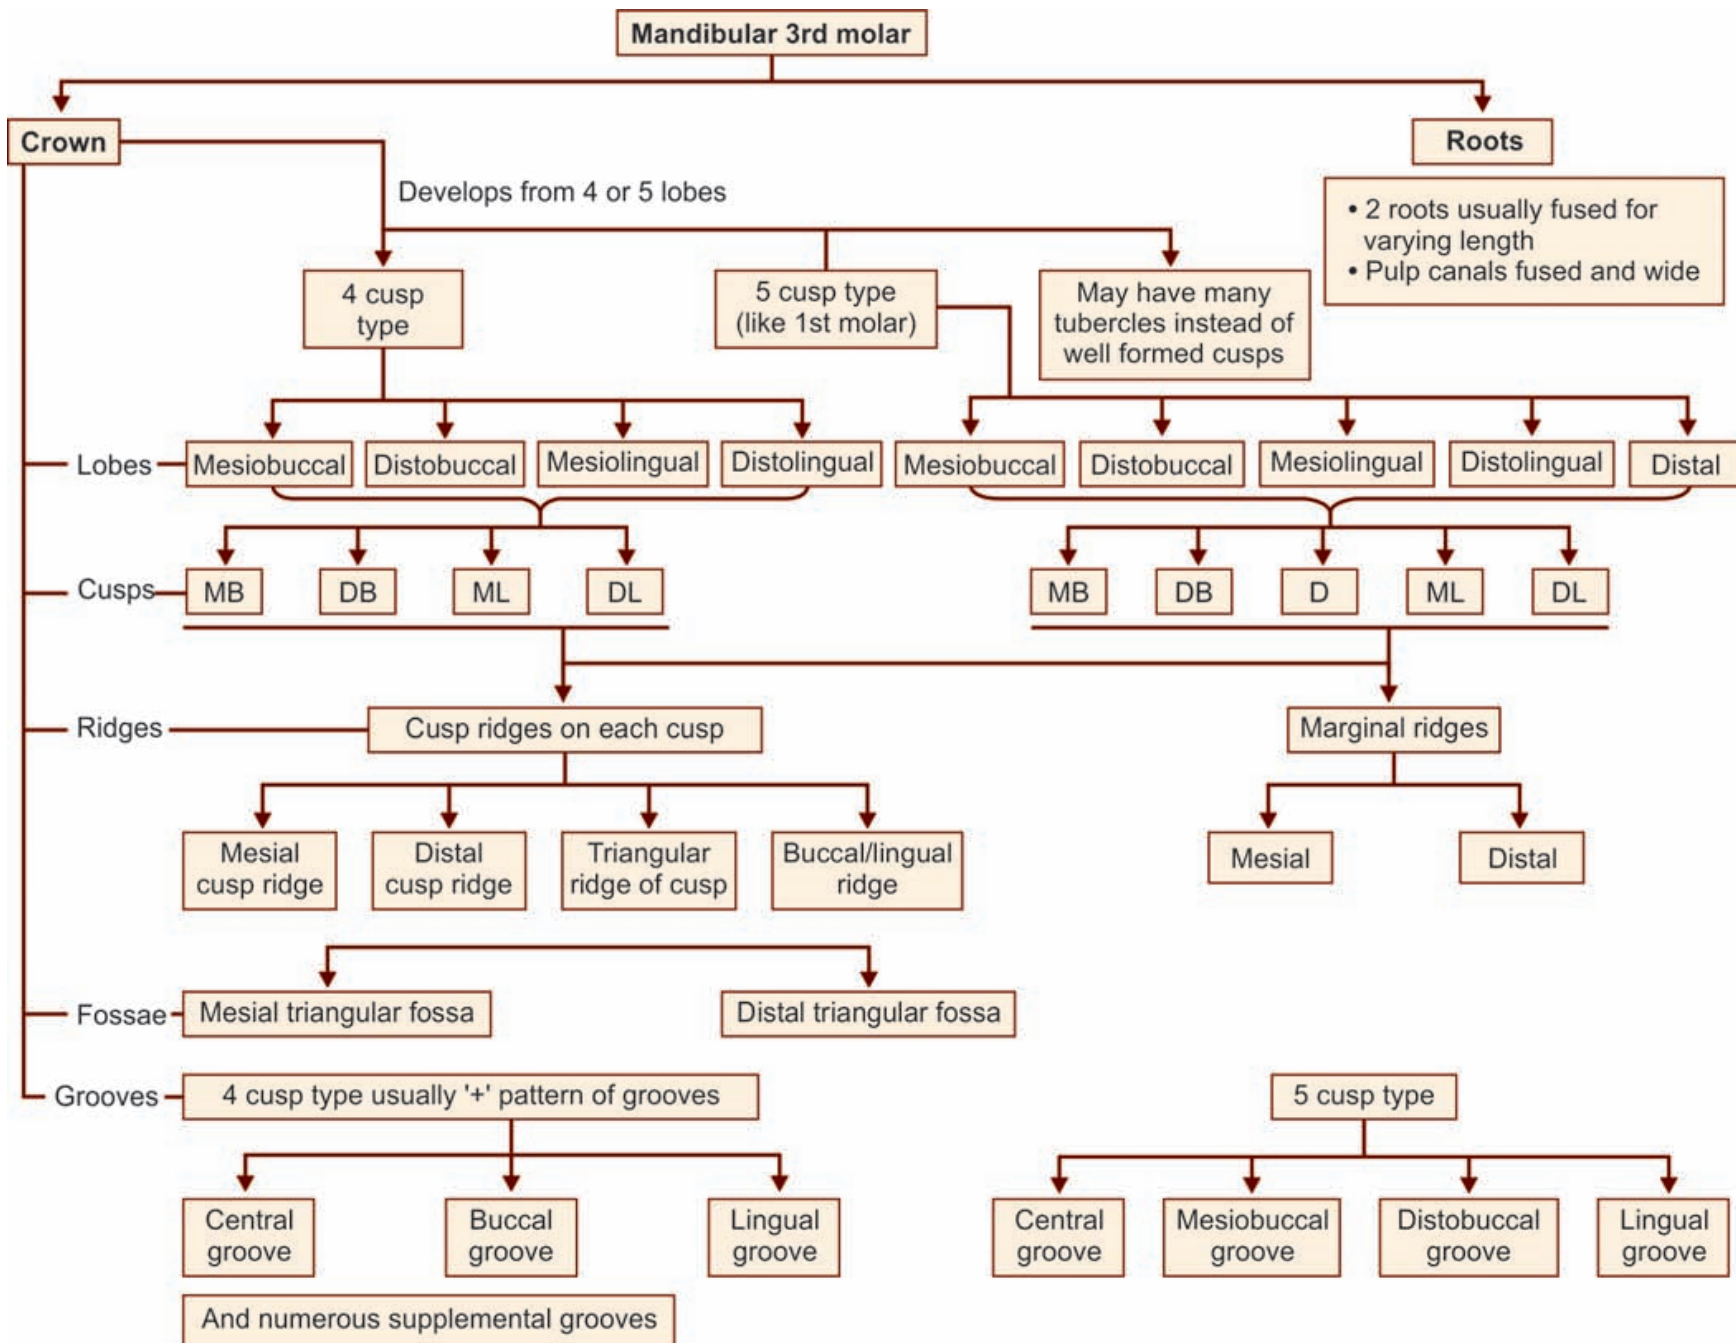 Mandibular 3rd molar
Crown
Roots
Develops from 4 or 5 lobes
• 2 roots usually fused for
varying length
• Pulp canals fused and wide
4 cusp
type
5 cusp type
(like 1st molar)
May have many
tubercles instead of
well formed cusps
Lobes
Mesiobuccal
Distobuccal
Mesiolingual
Distolingual
Mesiobuccal
Distobuccal
Mesiolingual
Distolingual
Distal
Cusps
MB
DB
ML
DL
MB
DB
D
ML
DL
Ridges
Cusp ridges on each cusp
Marginal ridges
Mesial
cusp ridge
Distal
cusp ridge
Triangular
ridge of cusp
Buccal/lingual
ridge
Mesial
Distal
Fossae
Mesial triangular fossa
Distal triangular fossa
Grooves
4 cusp type usually '+' pattern of grooves
5 cusp type
Central
groove
Buccal
groove
Lingual
groove
Central
groove
Mesiobuccal
groove
Distobuccal
groove
Lingual
groove
And numerous supplemental grooves